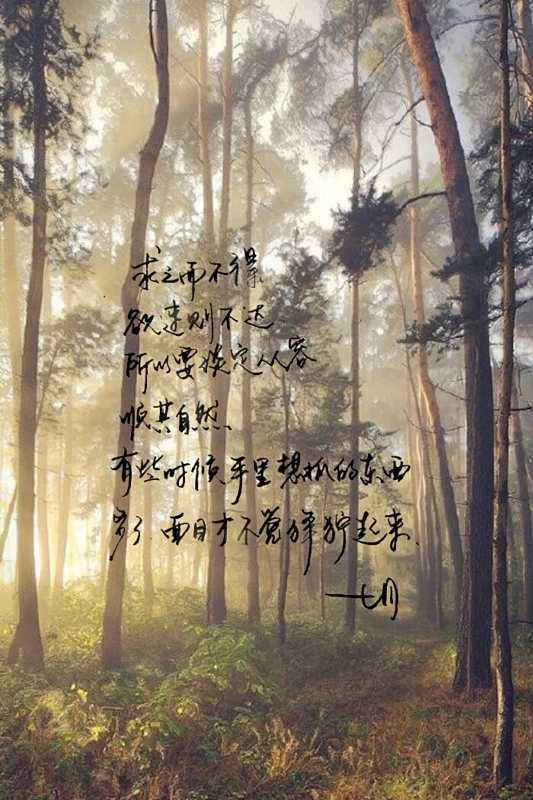 求之而不得
欲速则不达
所以要淡定从容
顺其自然、
有些时候手里想抓的东西
多了.面目才不觉狰狞起来、
—七月